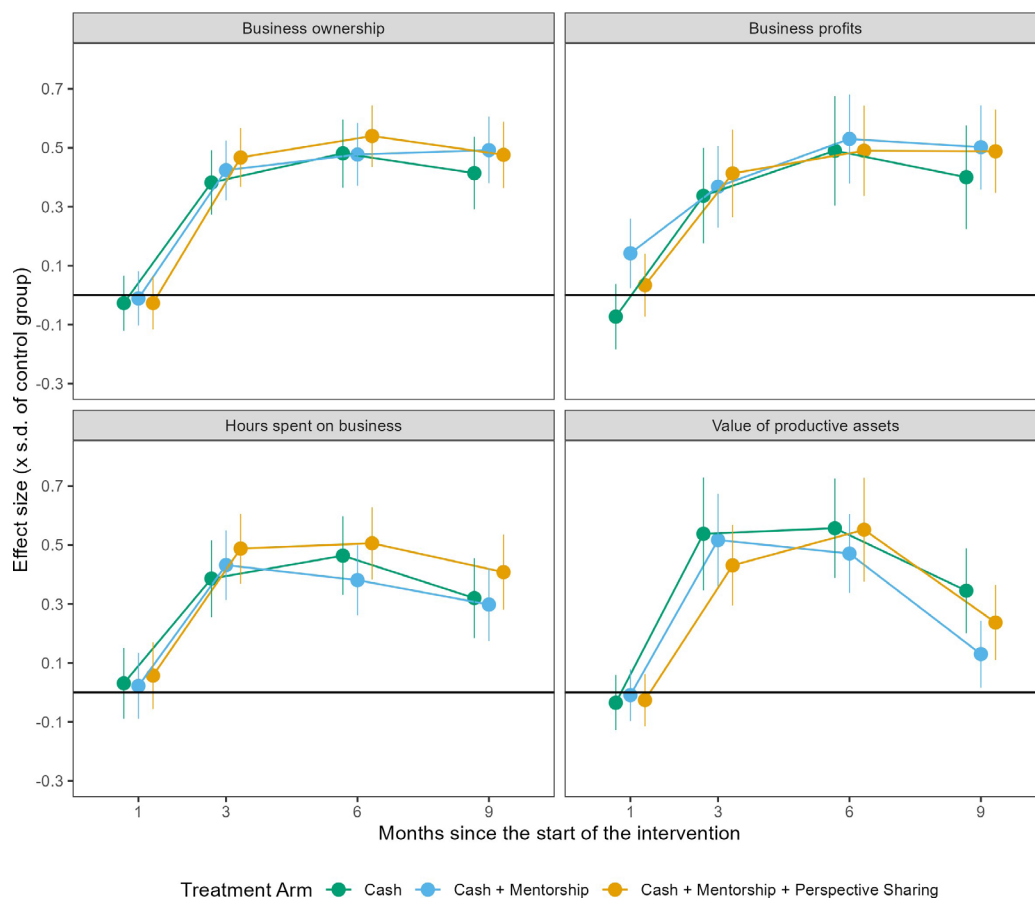 Business ownership
Business profits
0.7
0.5
0.3
0.1
-0.1
-0.3
Hours spent on business
Value of productive assets
0.7
0.5
0.3
0.1
-0.1
-0.3
Effect size (x s.d. of control group)
1 3 6 9
1 3 6 9
Months since the start of the intervention
Treatment Arm Cash Cash + Mentorship Cash + Mentorship + Perspective Sharing